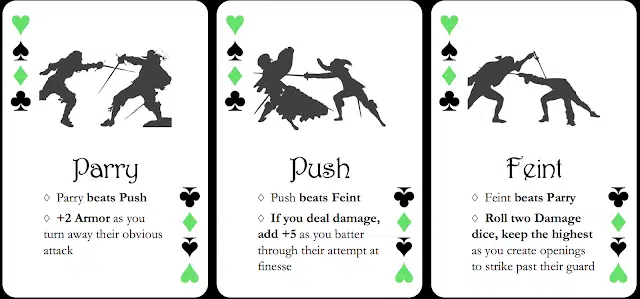 Parry
◊ Parry beats Push
◊ +2 Armor as you
turn away their obvious
attack
Push
◊ Push beats Feint
◊ If you deal damage,
add +5 as you batter
through their attempt at
finesse
Feint
◊ Feint beats Parry
◊ Roll two Damage
dice, keep the highest
as you create openings
to strike past their guard